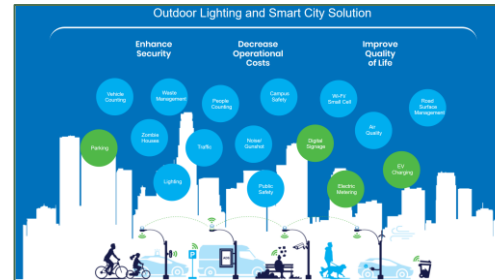 Outdoor Lighting and Smart City Solution
Enhance
Security
Decrease
Operational
Costs
Improve
Quality
of Life
Vehicle
Counting
Waste
Management
People
Counting
Campus
Safety
Wi-Fi/
Small Cell
Road
Surface
Management
Parking
Zombie
Houses
Traffic
Noise/
Gunshot
Digital
Signage
Air
Quality
Lighting
Public
Safety
Electric
Metering
EV
Charging
P